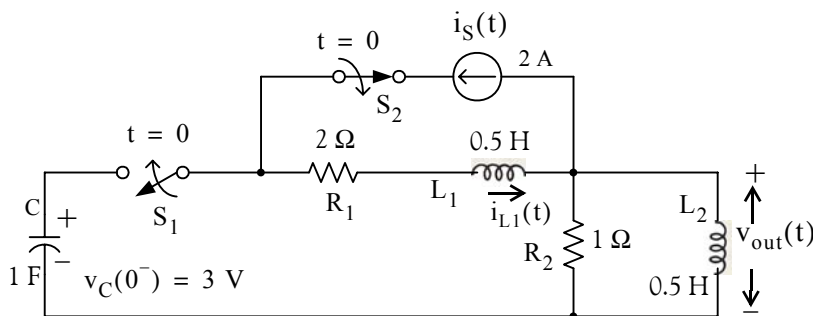 i_S(t)
t = 0
2 A
S_2
t = 0
2 Ω
0.5 H
S_1
R_1
L_1
i_L1(t)
C
+
−
1 F
v_C(0⁻) = 3 V
R_2
1 Ω
L_2
0.5 H
+
v_out(t)
−